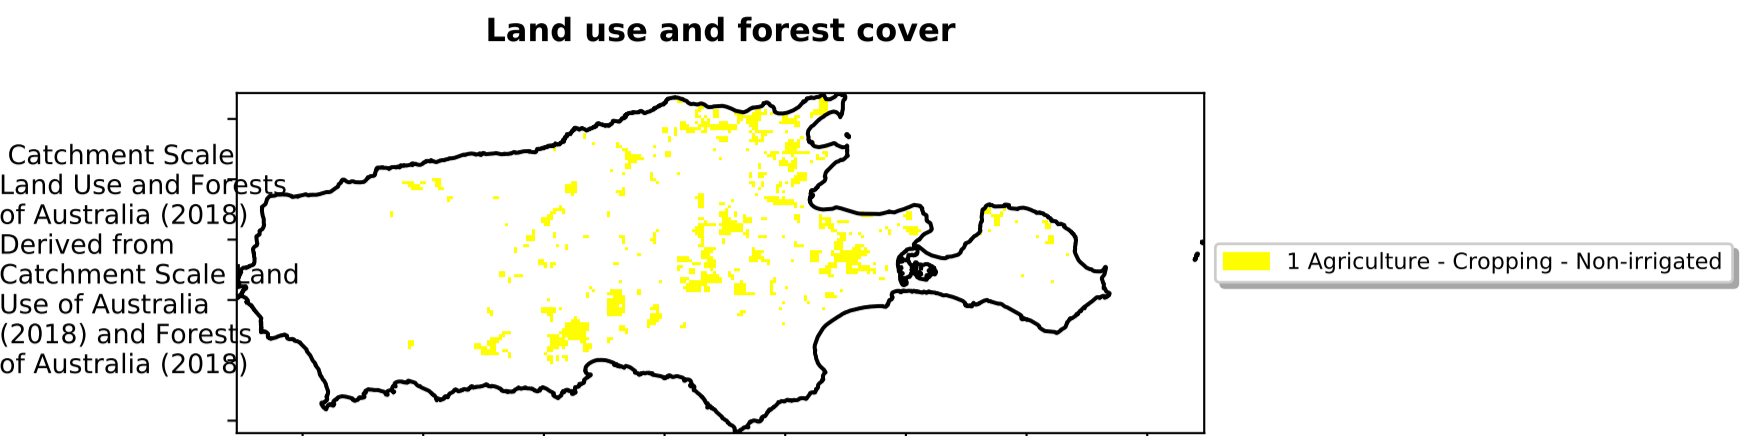 Land use and forest cover
Catchment Scale
Land Use and Forests
of Australia (2018)
Derived from
Catchment Scale Land
Use of Australia
(2018) and Forests
of Australia (2018)
1 Agriculture - Cropping - Non-irrigated